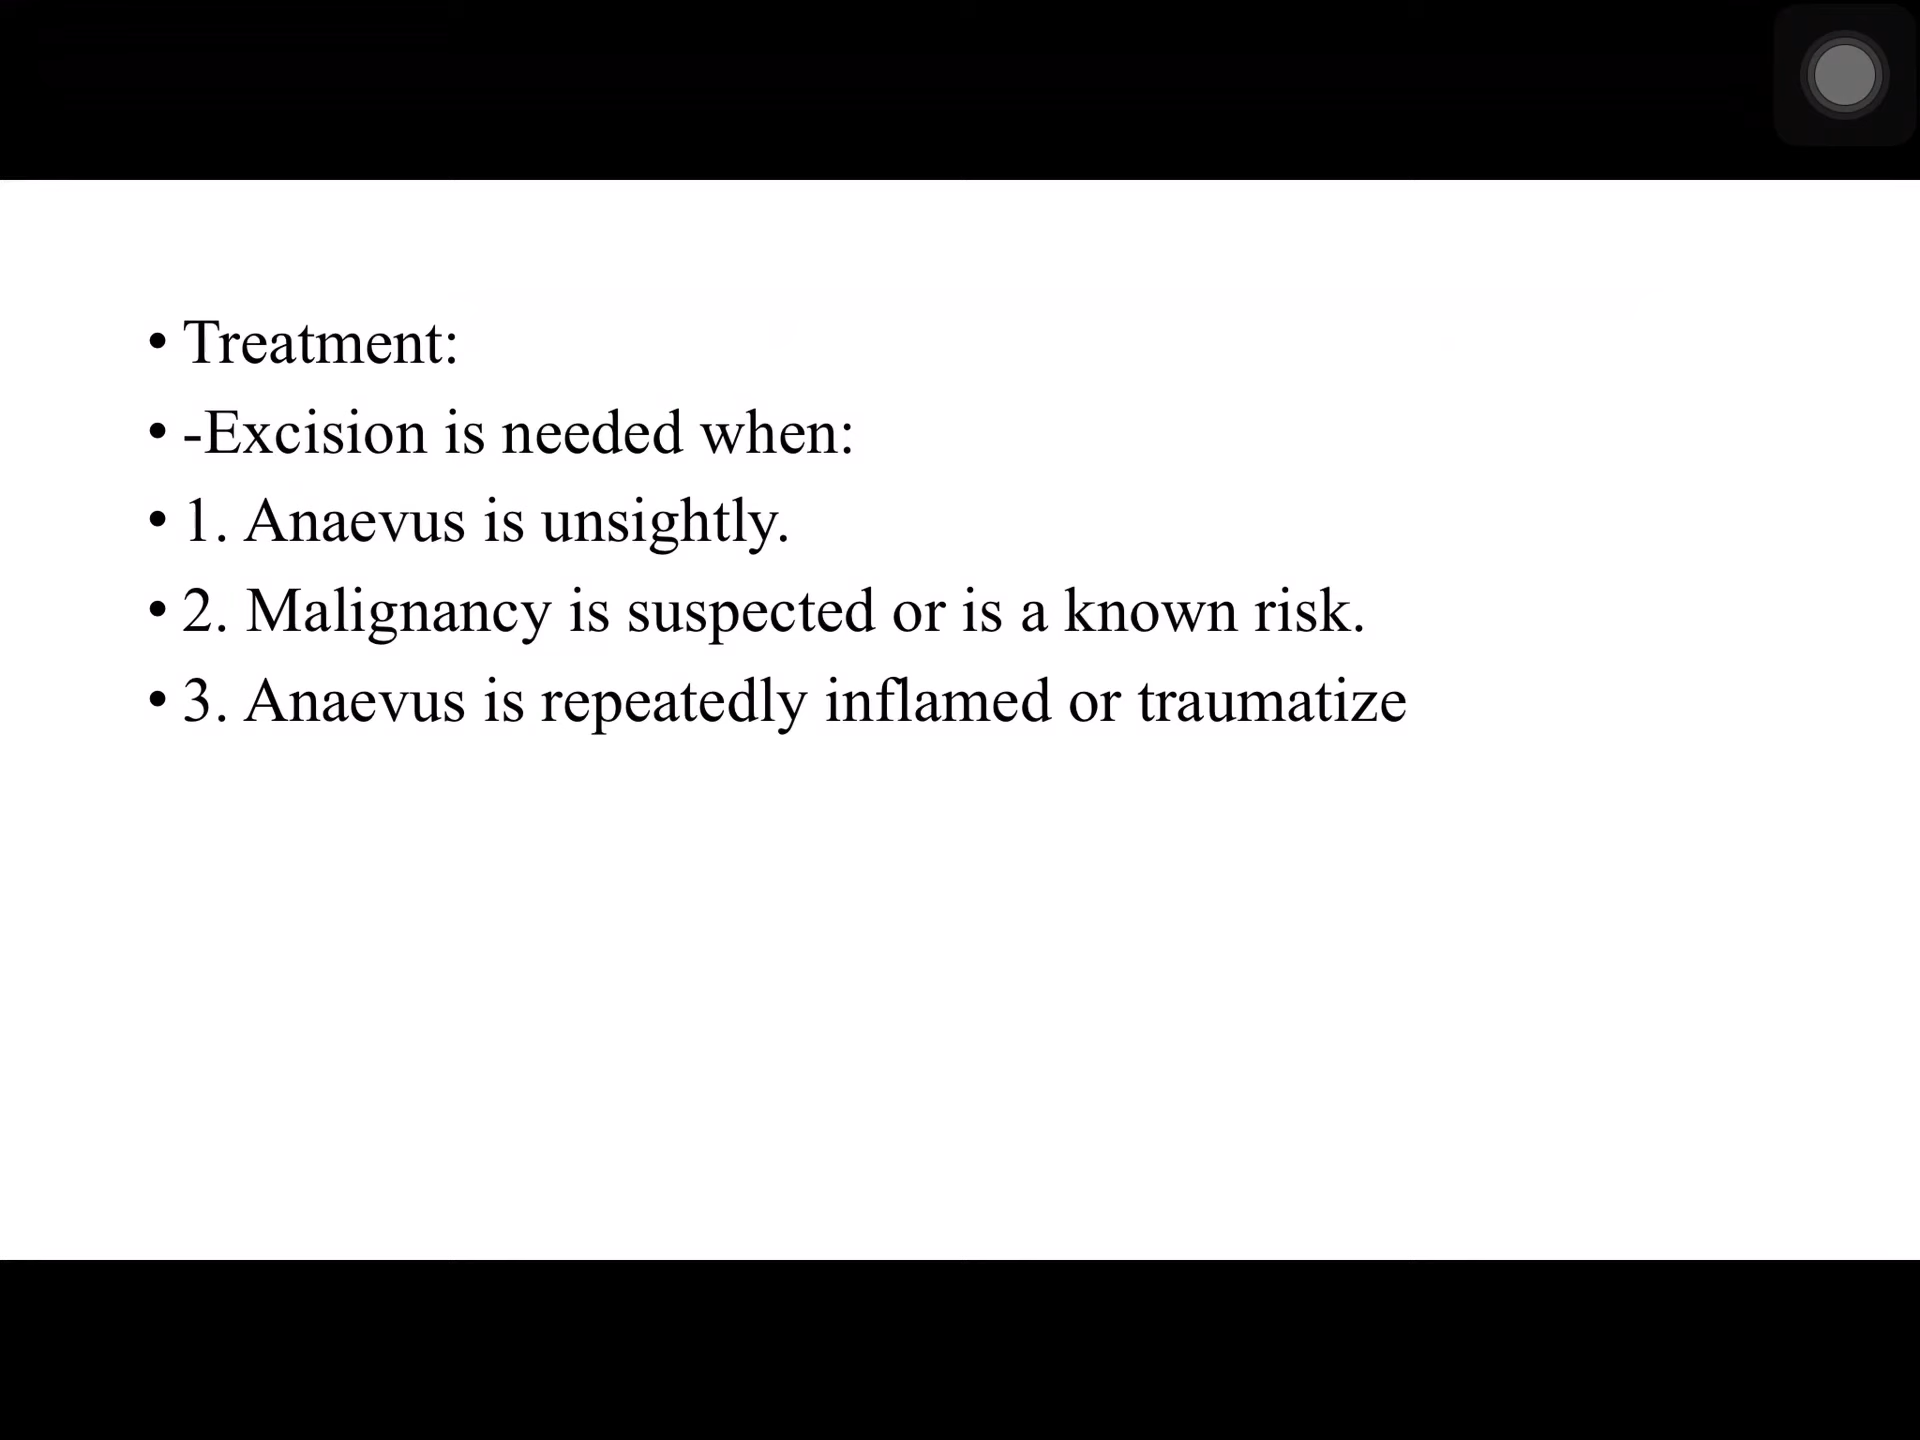 • Treatment:
• -Excision is needed when:
• 1. Anaevus is unsightly.
• 2. Malignancy is suspected or is a known risk.
• 3. Anaevus is repeatedly inflamed or traumatize